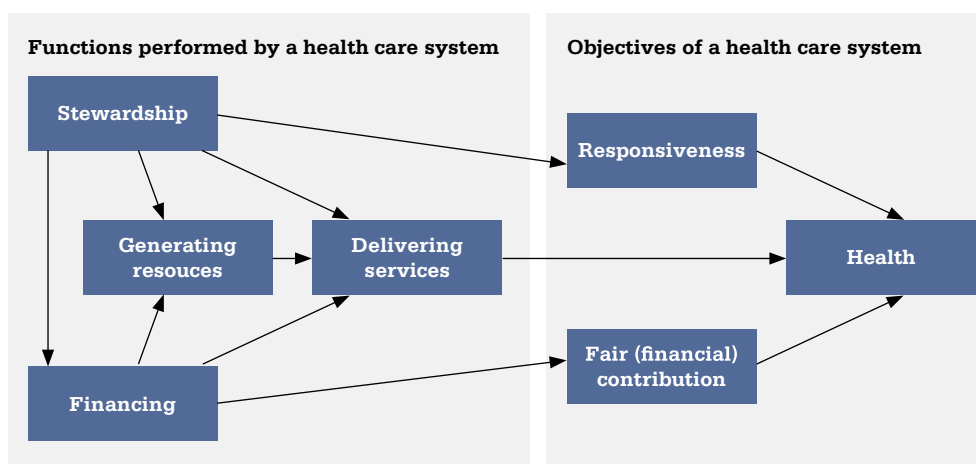 Functions performed by a health care system
Objectives of a health care system
Stewardship
Responsiveness
Generating
resouces
Delivering
services
Health
Fair (financial)
contribution
Financing